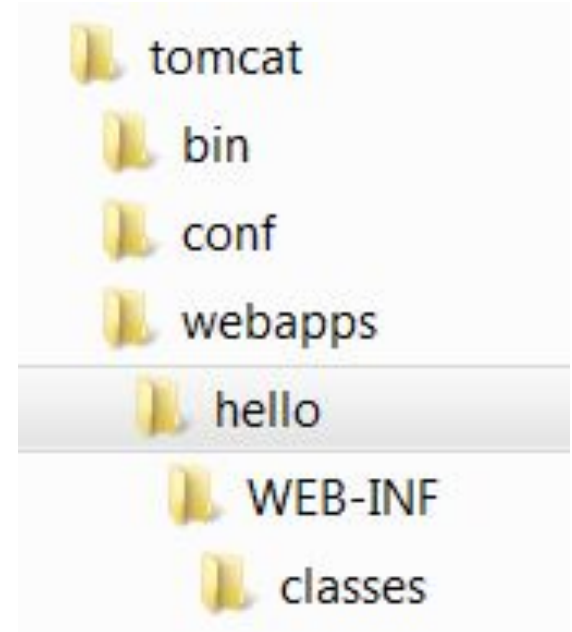 tomcat
bin
conf
webapps
hello
WEB-INF
classes